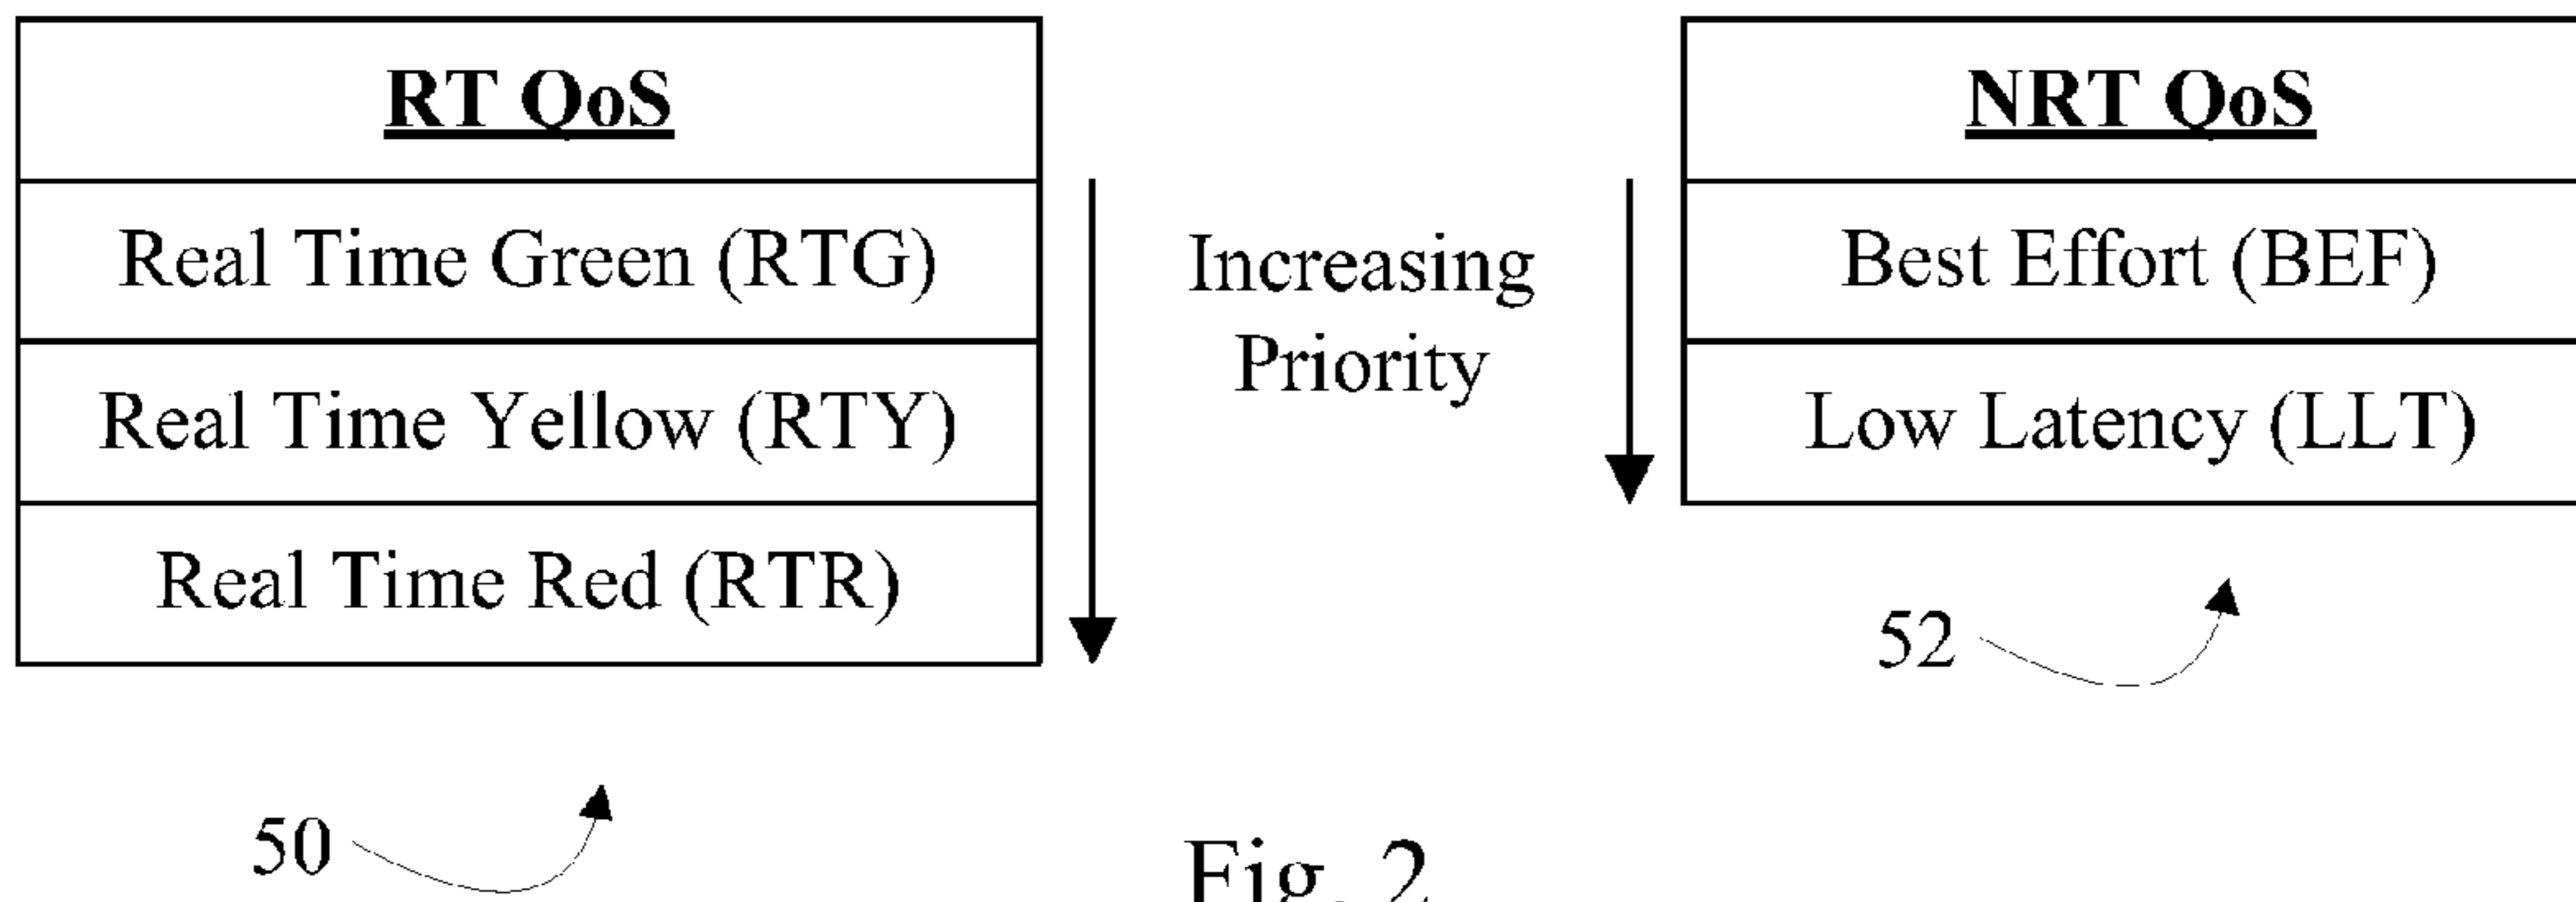 RT QoS
Real Time Green (RTG)
Real Time Yellow (RTY)
Real Time Red (RTR)
Increasing
Priority
NRT QoS
Best Effort (BEF)
Low Latency (LLT)
50
52
Fig. 2